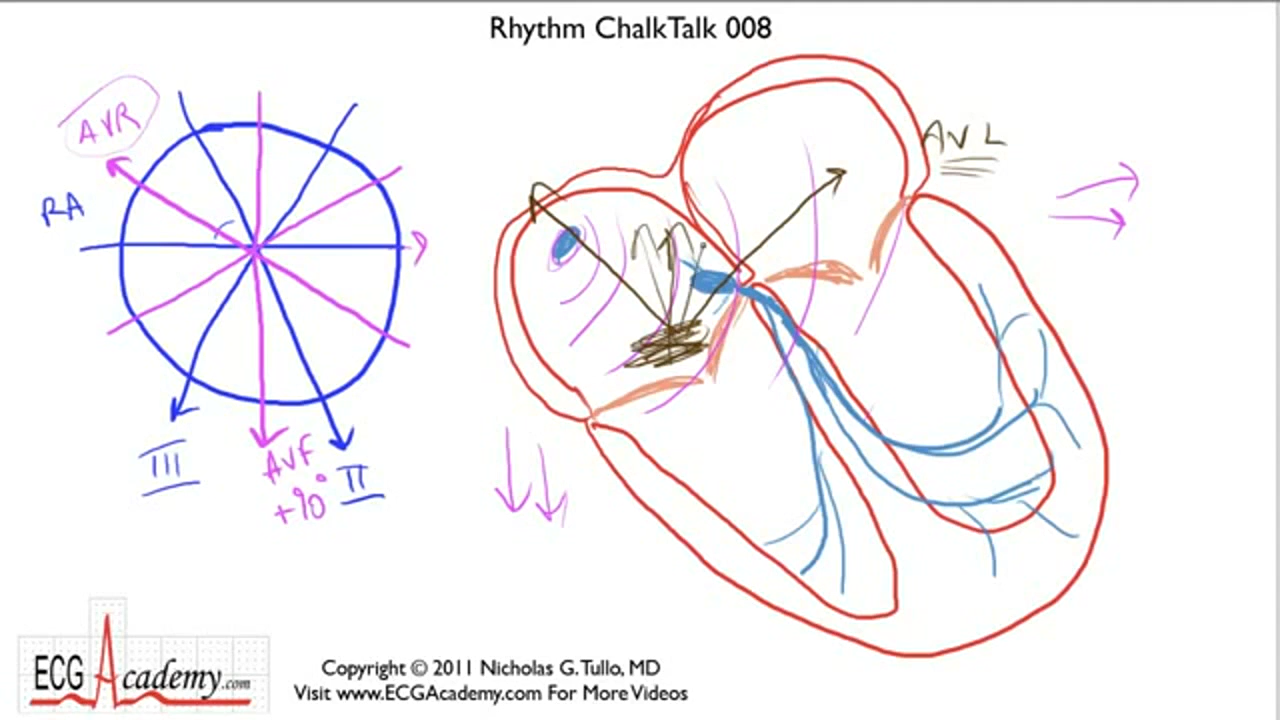 Rhythm ChalkTalk 008
AVR
AVL
RA
III
AVF
+90°
II
ECG Academy.com
Copyright © 2011 Nicholas G. Tullo, MD
Visit www.ECGAcademy.com For More Videos